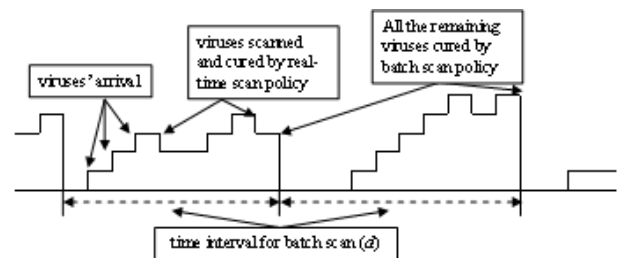 viruses' arrival
viruses scanned
and cured by real-
time scan policy
All the remaining
viruses cured by
batch scan policy
time interval for batch scan (d)